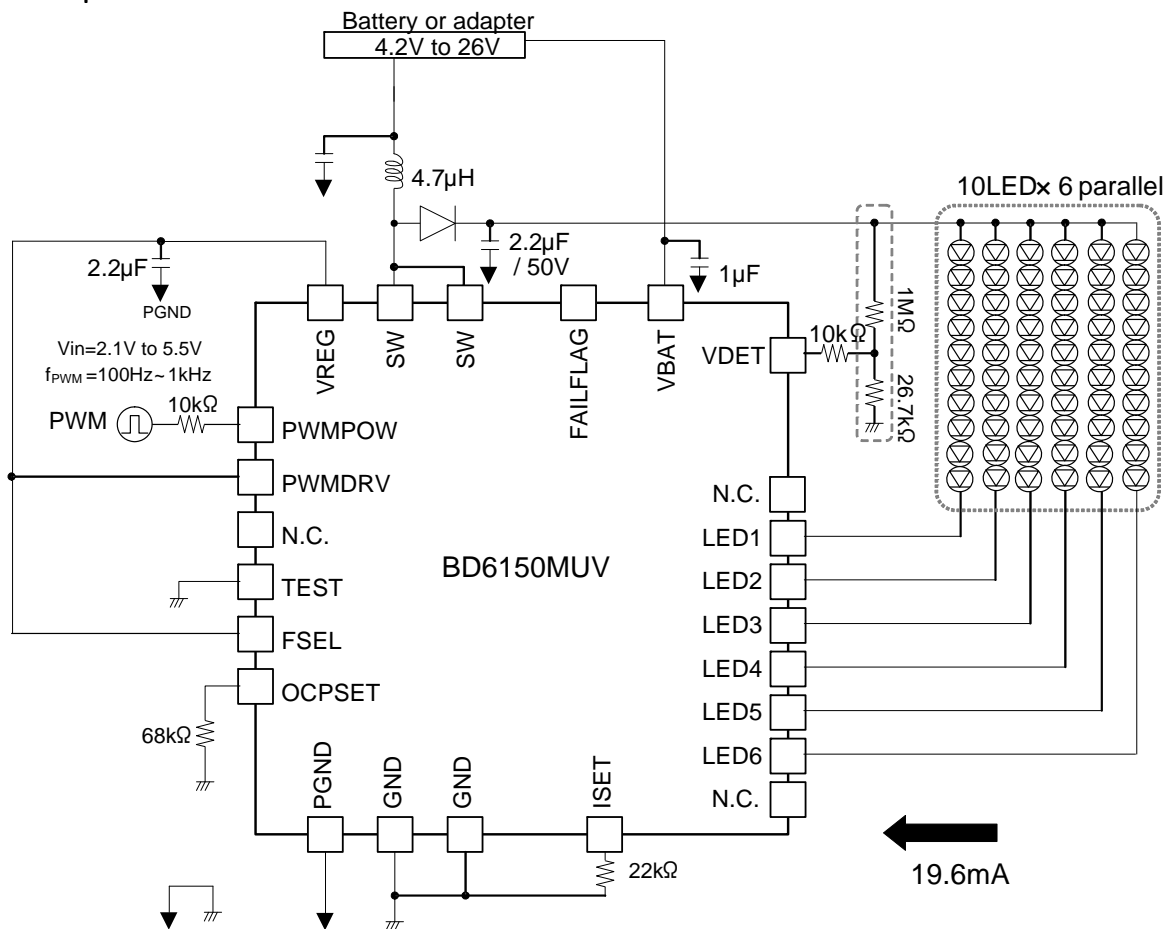 Battery or adapter
4.2V to 26V
4.7µH
10LED× 6 parallel
2.2µF
PGND
2.2µF
/ 50V
1µF
1MΩ
10kΩ
26.7kΩ
VREG
SW
SW
FAILFLAG
VBAT
VDET
Vin=2.1V to 5.5V
fPWM =100Hz~ 1kHz
PWM
10kΩ
PWMPOW
PWMDRV
N.C.
TEST
FSEL
OCPSET
68kΩ
BD6150MUV
N.C.
LED1
LED2
LED3
LED4
LED5
LED6
N.C.
PGND
GND
GND
ISET
22kΩ
19.6mA